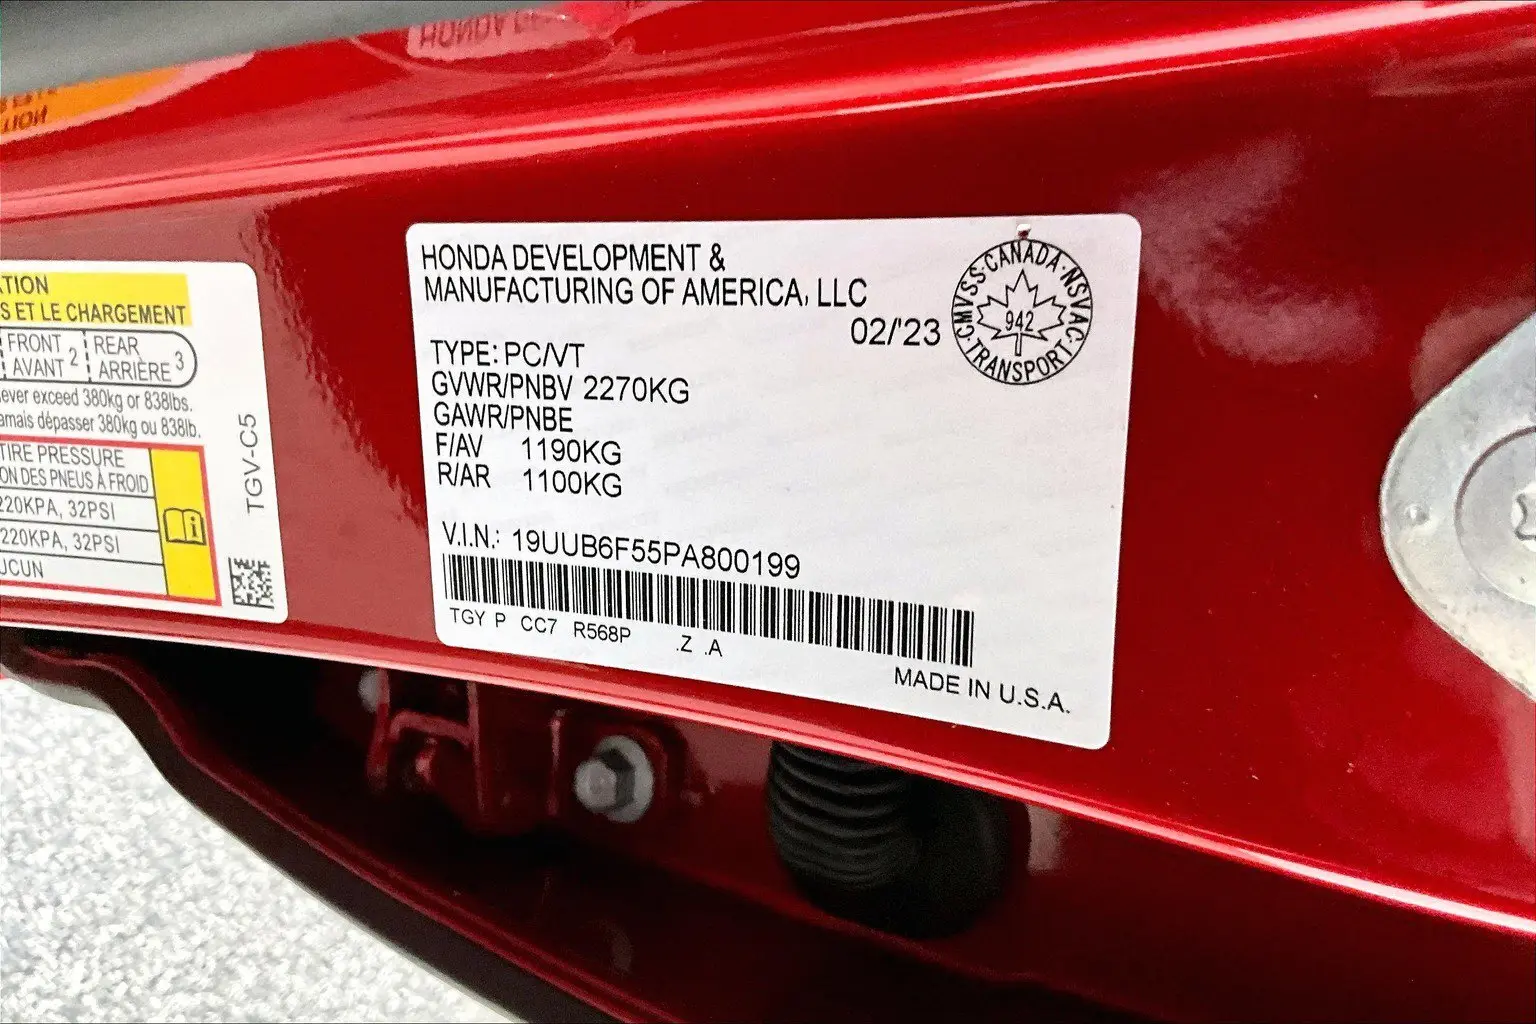 TION
S ET LE CHARGEMENT
FRONT
AVANT 2
REAR
ARRIÈRE 3
ever exceed 380kg or 838lbs.
amais dépasser 380kg ou 838lb.
TIRE PRESSURE
ON DES PNEUS À FROID
220KPA, 32PSI
220KPA, 32PSI
UCUN
TGV-C5
HONDA DEVELOPMENT &
MANUFACTURING OF AMERICA, LLC
02/'23
CMVSS·CANADA·NSVAC·TRANSPORT·
942
TYPE: PC/VT
GVWR/PNBV 2270KG
GAWR/PNBE
F/AV 1190KG
R/AR 1100KG
V.I.N.: 19UUB6F55PA800199
TGY P CC7 R568P .Z .A
MADE IN U.S.A.